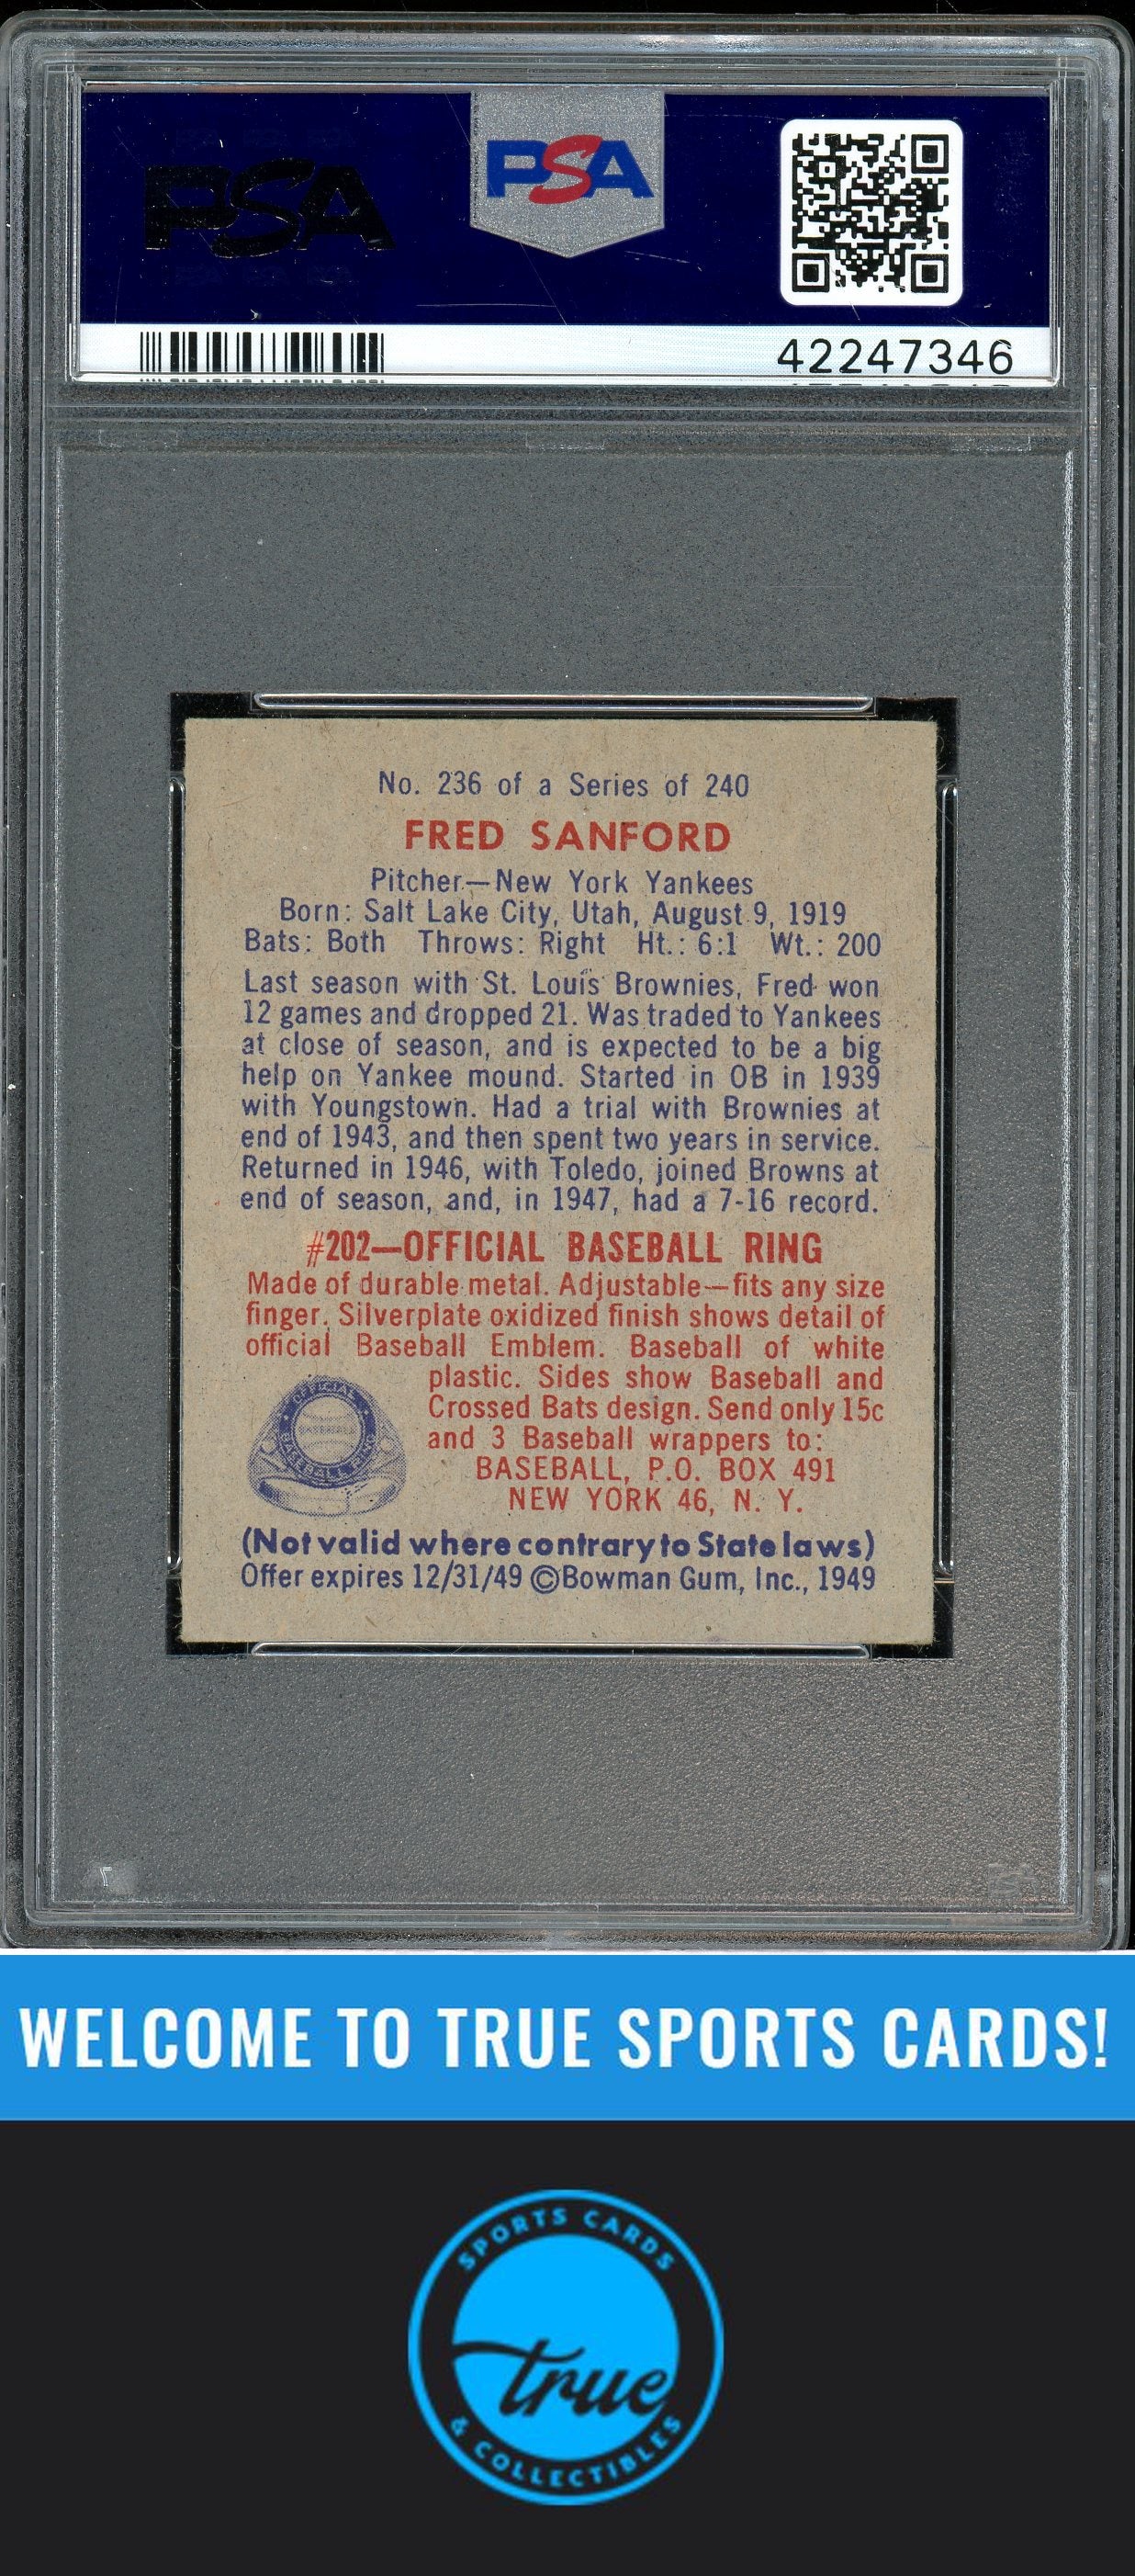 PSA
PSA
42247346
No. 236 of a Series of 240
FRED SANFORD
Pitcher—New York Yankees
Born: Salt Lake City, Utah, August 9, 1919
Bats: Both Throws: Right Ht.: 6:1 Wt.: 200
Last season with St. Louis Brownies, Fred won
12 games and dropped 21. Was traded to Yankees
at close of season, and is expected to be a big
help on Yankee mound. Started in OB in 1939
with Youngstown. Had a trial with Brownies at
end of 1943, and then spent two years in service.
Returned in 1946, with Toledo, joined Browns at
end of season, and, in 1947, had a 7-16 record.
#202—OFFICIAL BASEBALL RING
Made of durable metal. Adjustable—fits any size
finger. Silverplate oxidized finish shows detail of
official Baseball Emblem. Baseball of white
plastic. Sides show Baseball and
Crossed Bats design. Send only 15c
and 3 Baseball wrappers to:
BASEBALL, P.O. BOX 491
NEW YORK 46, N. Y.
OFFICIAL
BASEBALL
BASEBALL RING
(Not valid where contrary to State laws)
Offer expires 12/31/49 ©Bowman Gum, Inc., 1949
WELCOME TO TRUE SPORTS CARDS!
SPORTS CARDS
true
& COLLECTIBLES